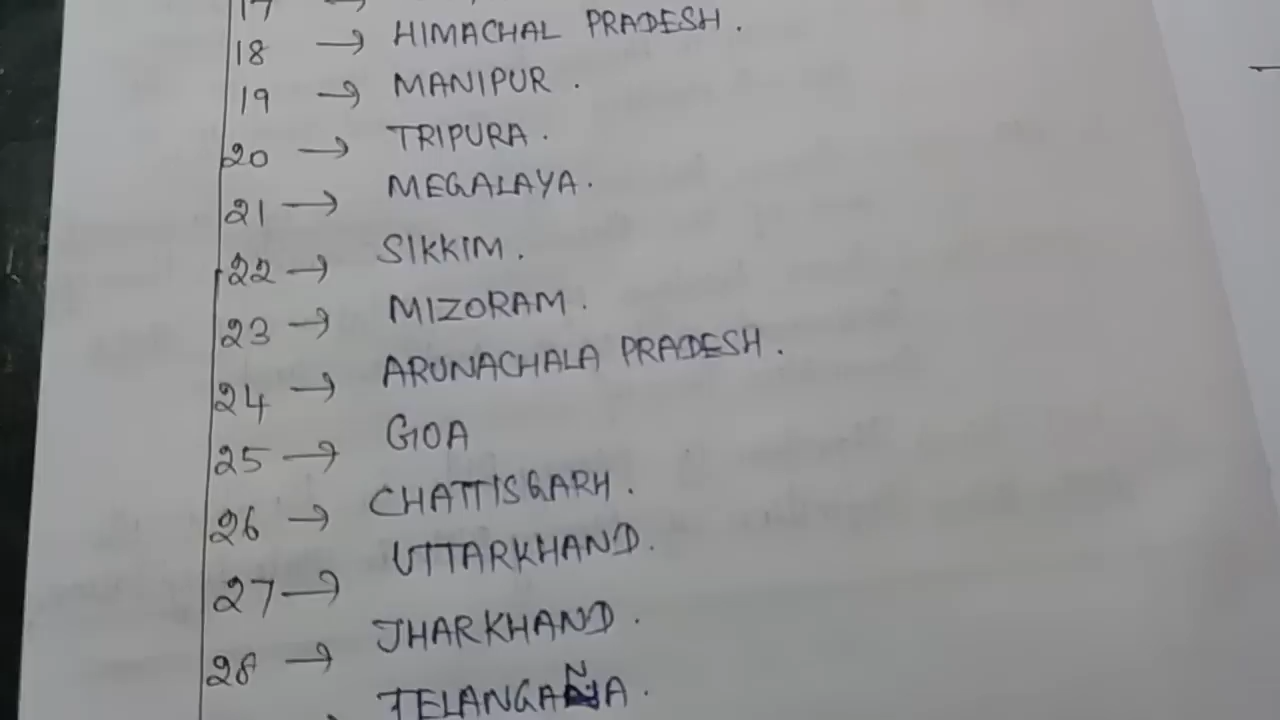 17 →
18 → HIMACHAL PRADESH.
19 → MANIPUR.
20 → TRIPURA.
21 → MEGALAYA.
22 → SIKKIM.
23 → MIZORAM.
24 → ARUNACHALA PRADESH.
25 → GOA
26 → CHATTISGARH.
27 → UTTARKHAND.
28 → JHARKHAND.
TELANGANA.